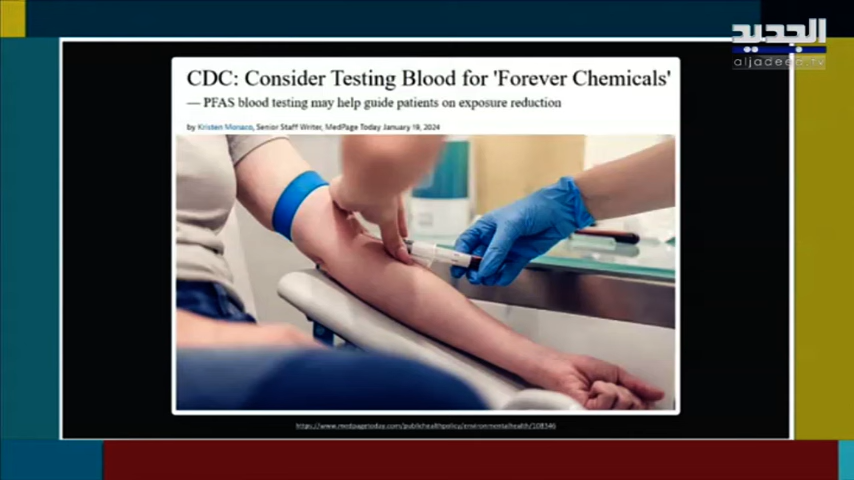 الجديد
aljadeed.tv
CDC: Consider Testing Blood for 'Forever Chemicals'
— PFAS blood testing may help guide patients on exposure reduction
by Kristen Monaco, Senior Staff Writer, MedPage Today January 19, 2024
https://www.medpagetoday.com/publichealthpolicy/environmentalhealth/108346